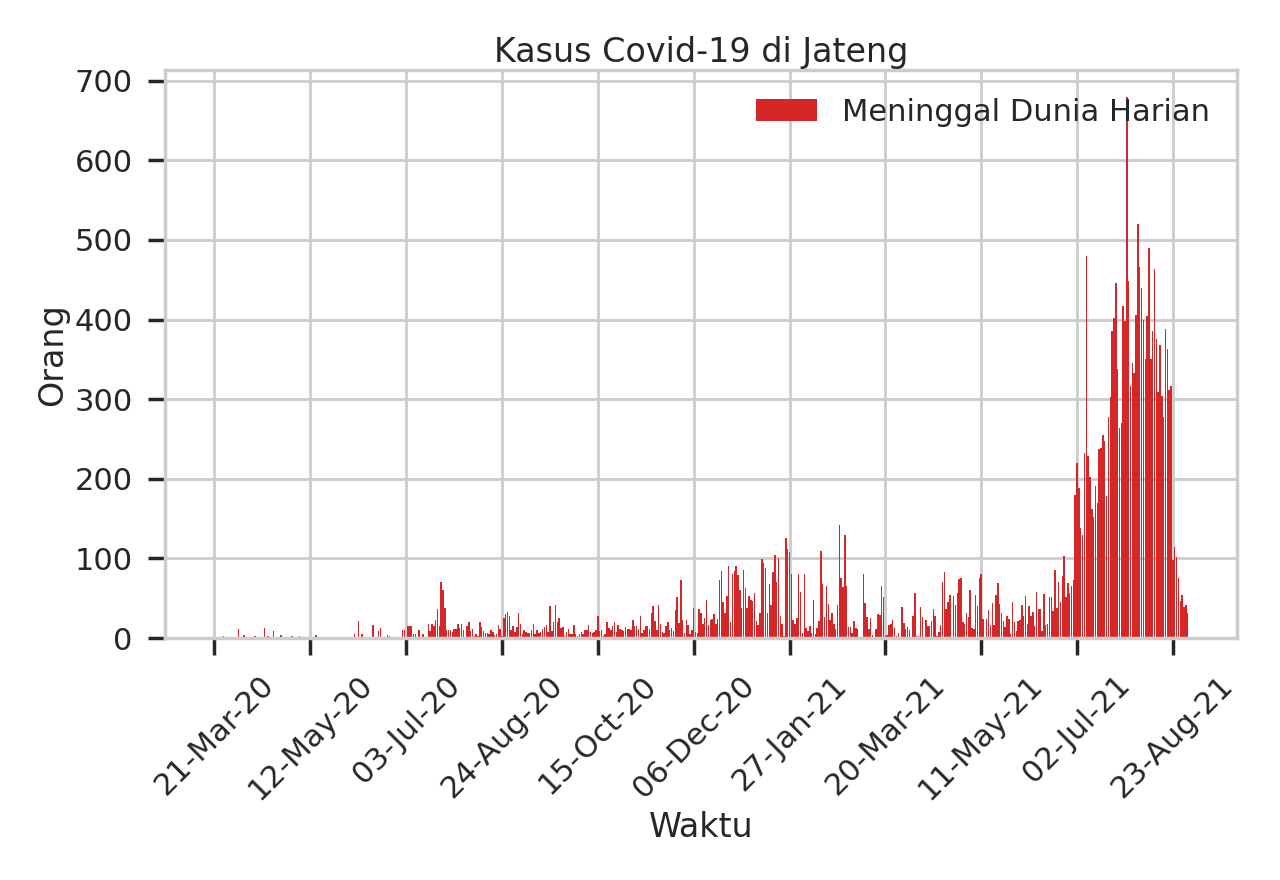 Kasus Covid-19 di Jateng
Meninggal Dunia Harian
700
600
500
400
300
200
100
0
Orang
21-Mar-20
12-May-20
03-Jul-20
24-Aug-20
15-Oct-20
06-Dec-20
27-Jan-21
20-Mar-21
11-May-21
02-Jul-21
23-Aug-21
Waktu